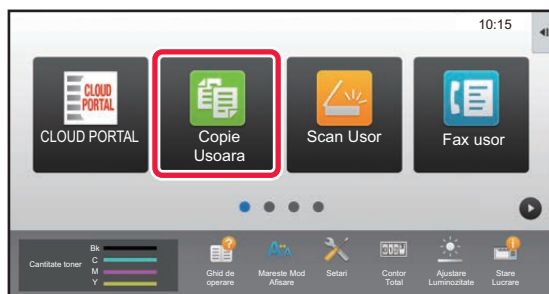 10:15
CLOUD
PORTAL
CLOUD PORTAL
Copie
Usoara
Scan Usor
Fax usor
Cantitate toner
Bk
C
M
Y
Ghid de
operare
Mareste Mod
Afisare
Setari
Contor
Total
Ajustare
Luminozitate
Stare
Lucrare